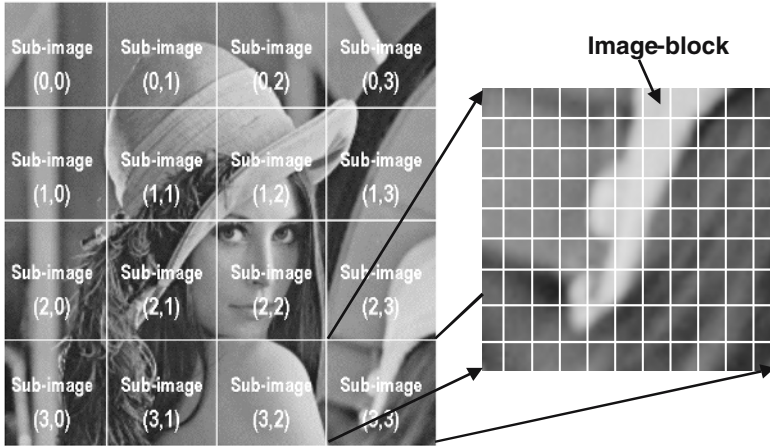 Sub-image Sub-image Sub-image Sub-image
(0,0) (0,1) (0,2) (0,3)
Image-block
Sub-image Sub-image Sub-image Sub-image
(1,0) (1,1) (1,2) (1,3)
Sub-image Sub-image Sub-image Sub-image
(2,0) (2,1) (2,2) (2,3)
Sub-image Sub-image Sub-image Sub-image
(3,0) (3,1) (3,2) (3,3)